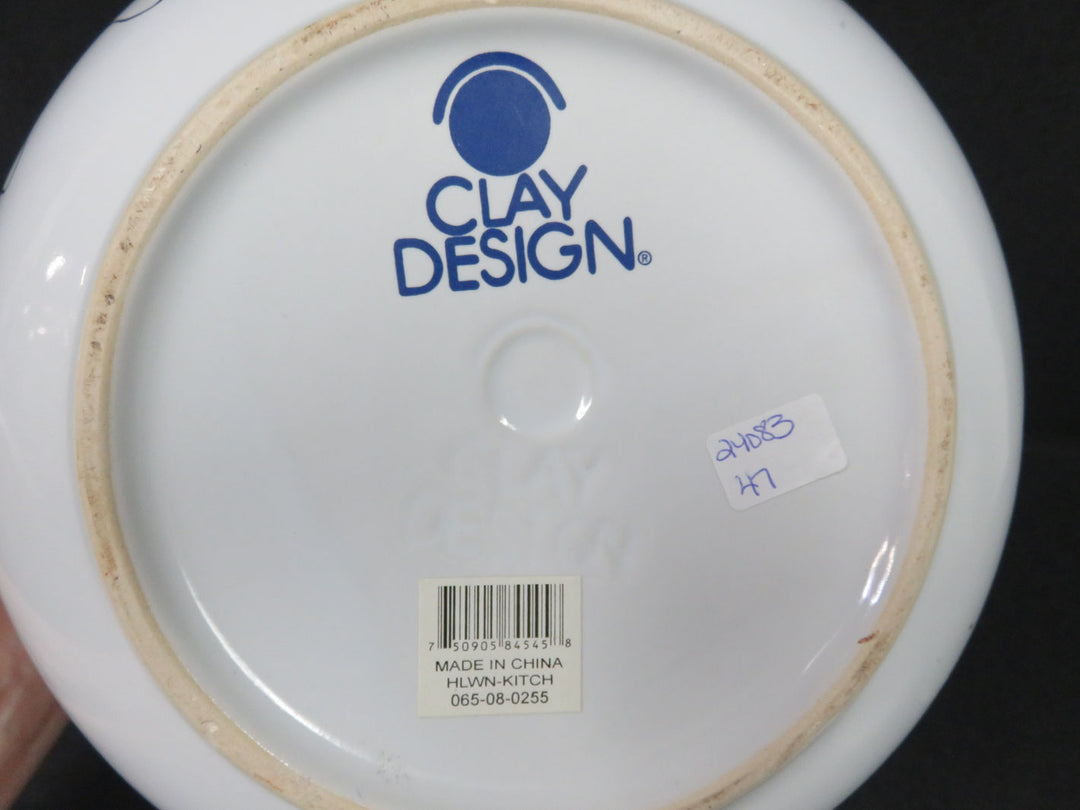 CLAY
DESIGN®
CLAY
DESIGN
24083
47
7 50905 84545 8
MADE IN CHINA
HLWN-KITCH
065-08-0255